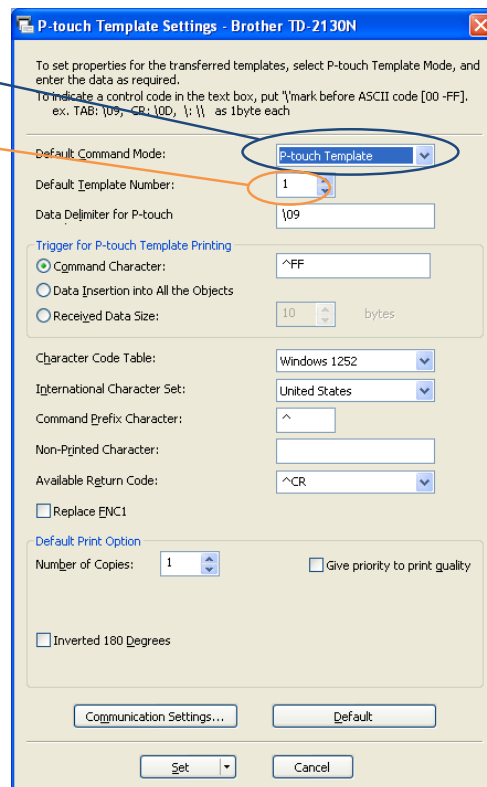 P-touch Template Settings - Brother TD-2130N
To set properties for the transferred templates, select P-touch Template Mode, and
enter the data as required.
To indicate a control code in the text box, put '\'mark before ASCII code [00 -FF].
ex. TAB: \09, CR: \0D, \: \\ as 1byte
each
Default Command Mode: P-touch Template
Default Template Number: 1
Data Delimiter for P-touch \09
Trigger for P-touch Template Printing
Command Character: ^FF
Data Insertion into All the Objects
Received Data Size: 10 bytes
Character Code Table: Windows 1252
International Character Set: United States
Command Prefix Character: ^
Non-Printed Character:
Available Return Code: ^CR
Replace FNC1
Default Print Option
Number of Copies: 1 Give priority to print quality
Inverted 180 Degrees
Communication Settings... Default
Set Cancel